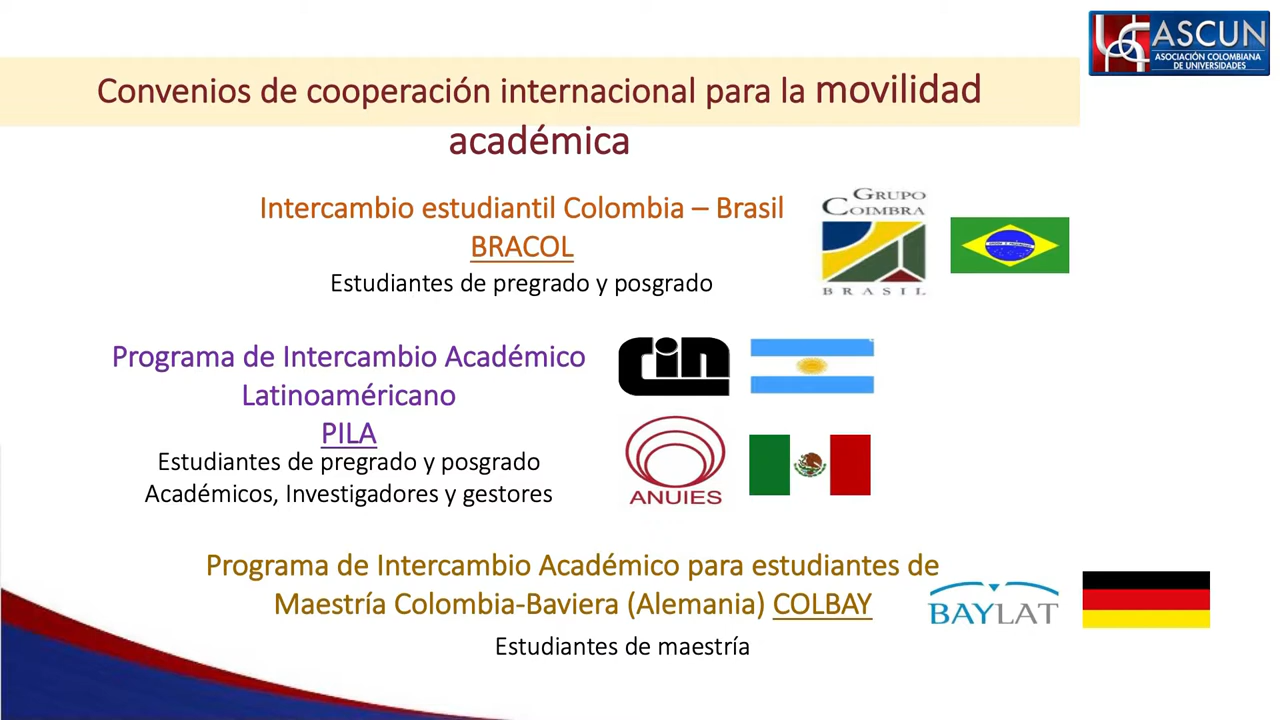 ASCUN
ASOCIACIÓN COLOMBIANA
DE UNIVERSIDADES
Convenios de cooperación internacional para la movilidad
académica
Intercambio estudiantil Colombia – Brasil
BRACOL
Estudiantes de pregrado y posgrado
GRUPO
COIMBRA
BRASIL
Programa de Intercambio Académico
Latinoaméricano
PILA
Estudiantes de pregrado y posgrado
Académicos, Investigadores y gestores
cin
ANUIES
Programa de Intercambio Académico para estudiantes de
Maestría Colombia-Baviera (Alemania) COLBAY
Estudiantes de maestría
BAYLAT